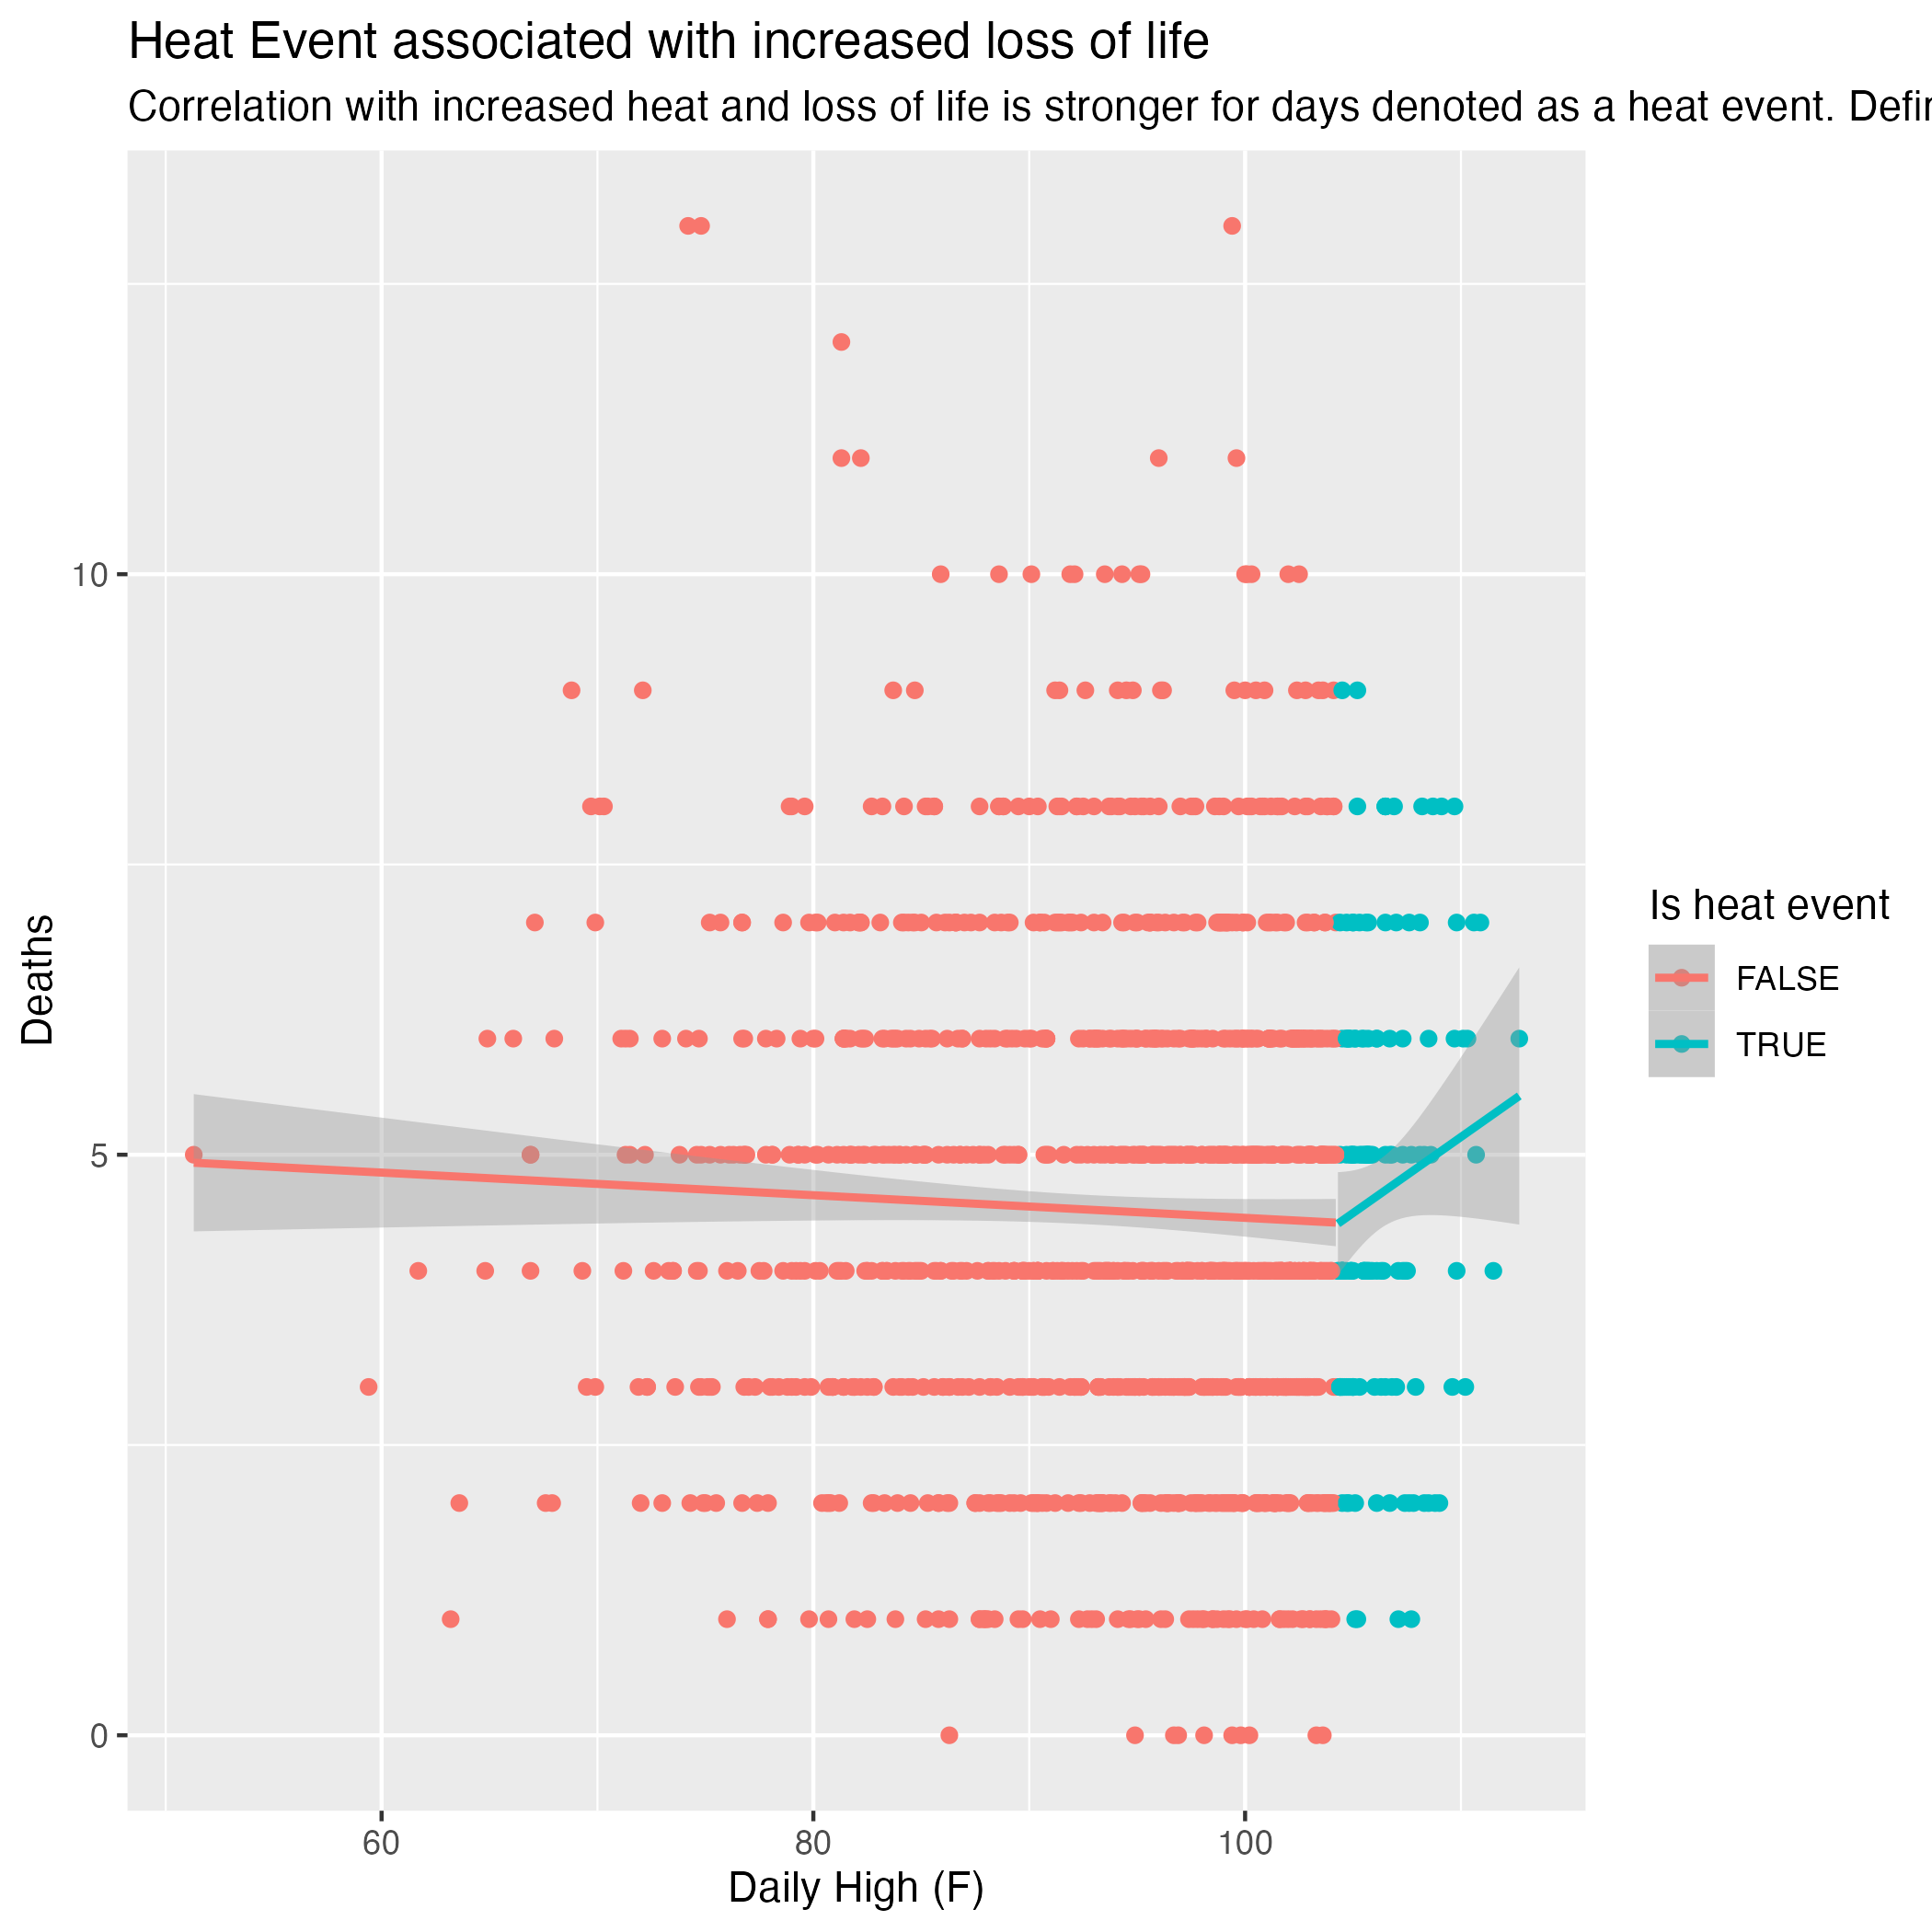 Heat Event associated with increased loss of life
Correlation with increased heat and loss of life is stronger for days denoted as a heat event.
10
5
0
Deaths
60
80
100
Daily High (F)
Is heat event
FALSE
TRUE